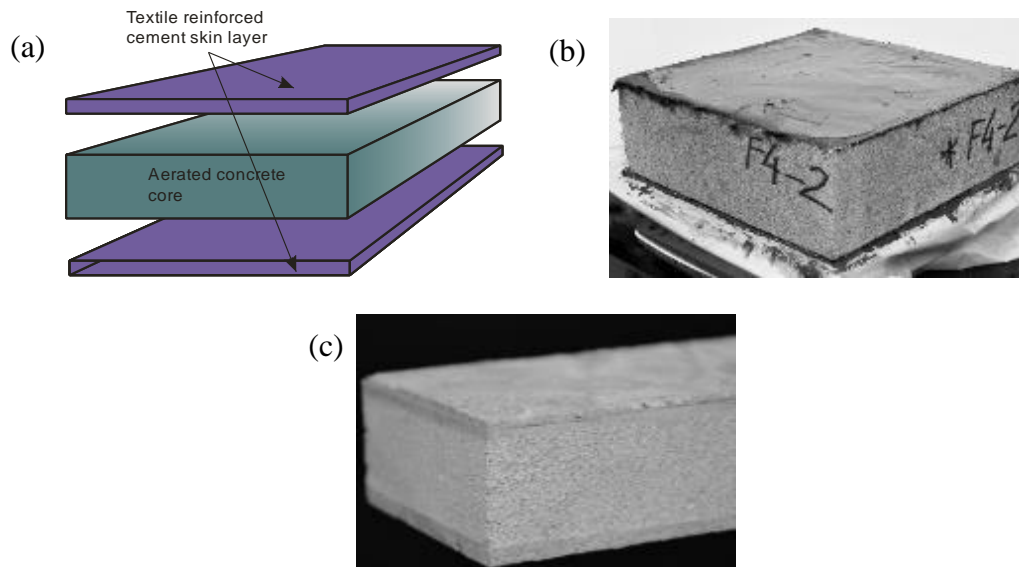 (a)
Textile reinforced
cement skin layer
Aerated concrete
core
(b)
F4-2
* F4-2
(c)